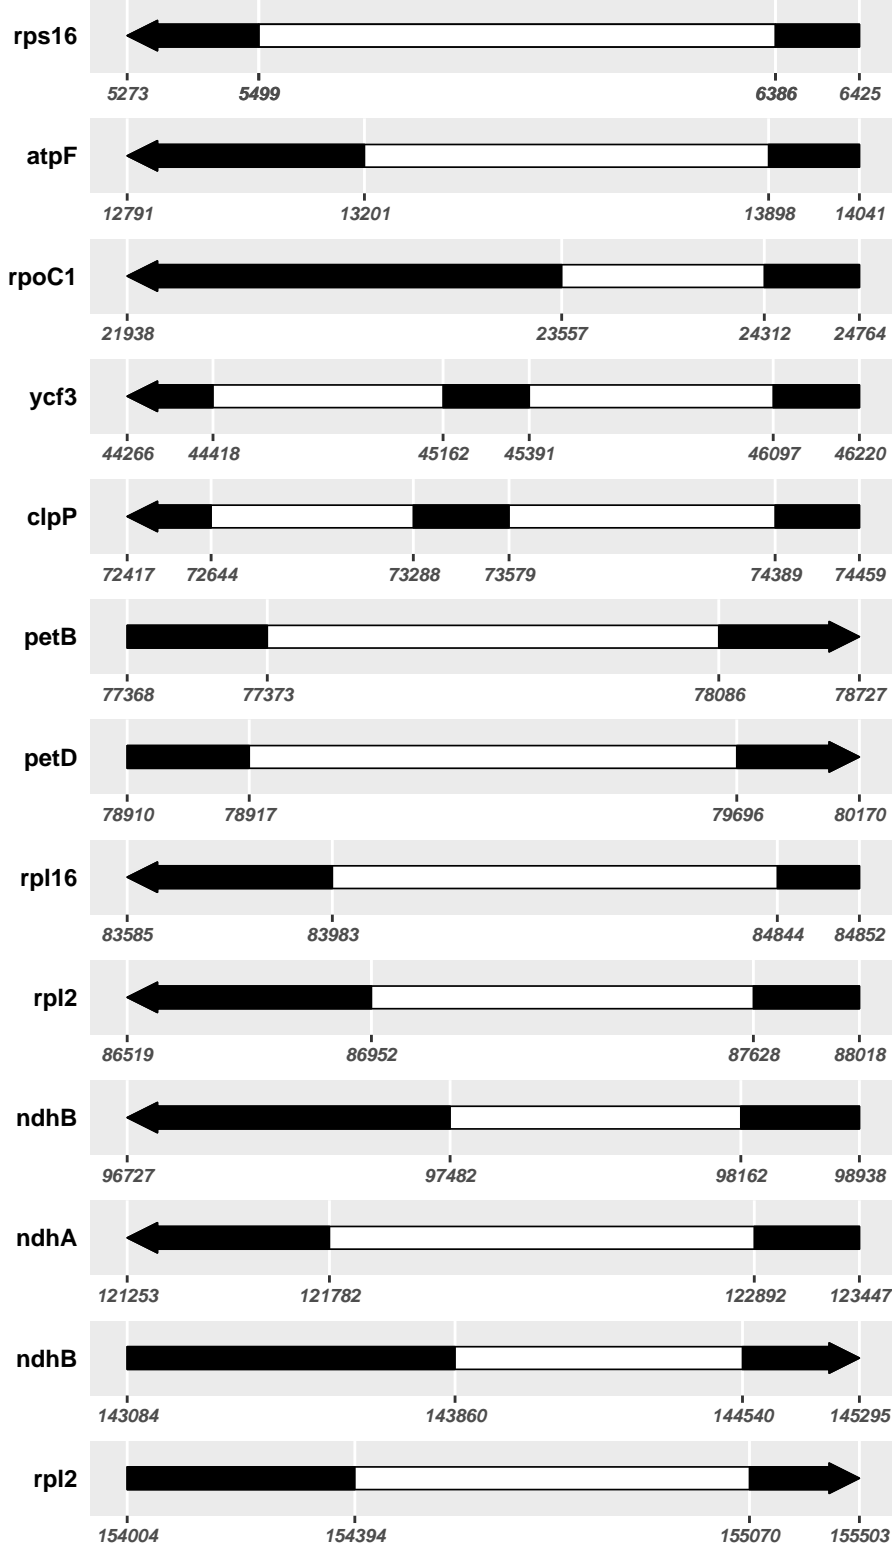 rps16
5273 5499 6386 6425
atpF
12791 13201 13898 14041
rpoC1
21938 23557 24312 24764
ycf3
44266 44418 45162 45391 46097 46220
clpP
72417 72644 73288 73579 74389 74459
petB
77368 77373 78086 78727
petD
78910 78917 79696 80170
rpl16
83585 83983 84844 84852
rpl2
86519 86952 87628 88018
ndhB
96727 97482 98162 98938
ndhA
121253 121782 122892 123447
ndhB
143084 143860 144540 145295
rpl2
154004 154394 155070 155503